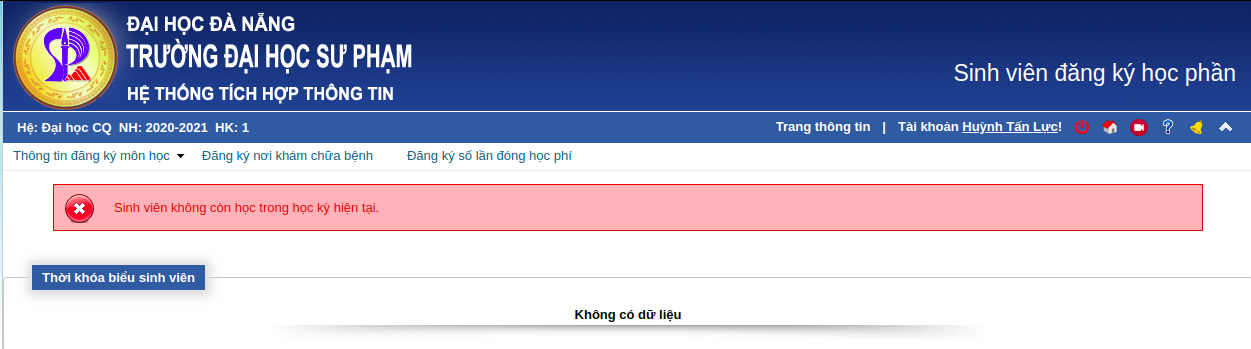 ĐẠI HỌC ĐÀ NẴNG
TRƯỜNG ĐẠI HỌC SƯ PHẠM
HỆ THỐNG TÍCH HỢP THÔNG TIN
Sinh viên đăng ký học phần
Hệ: Đại học CQ NH: 2020-2021 HK: 1
Trang thông tin | Tài khoản Huỳnh Tấn Lực!
Thông tin đăng ký môn học Đăng ký nơi khám chữa bệnh Đăng ký số lần đóng học phí
Sinh viên không còn học trong học kỳ hiện tại.
Thời khóa biểu sinh viên
Không có dữ liệu